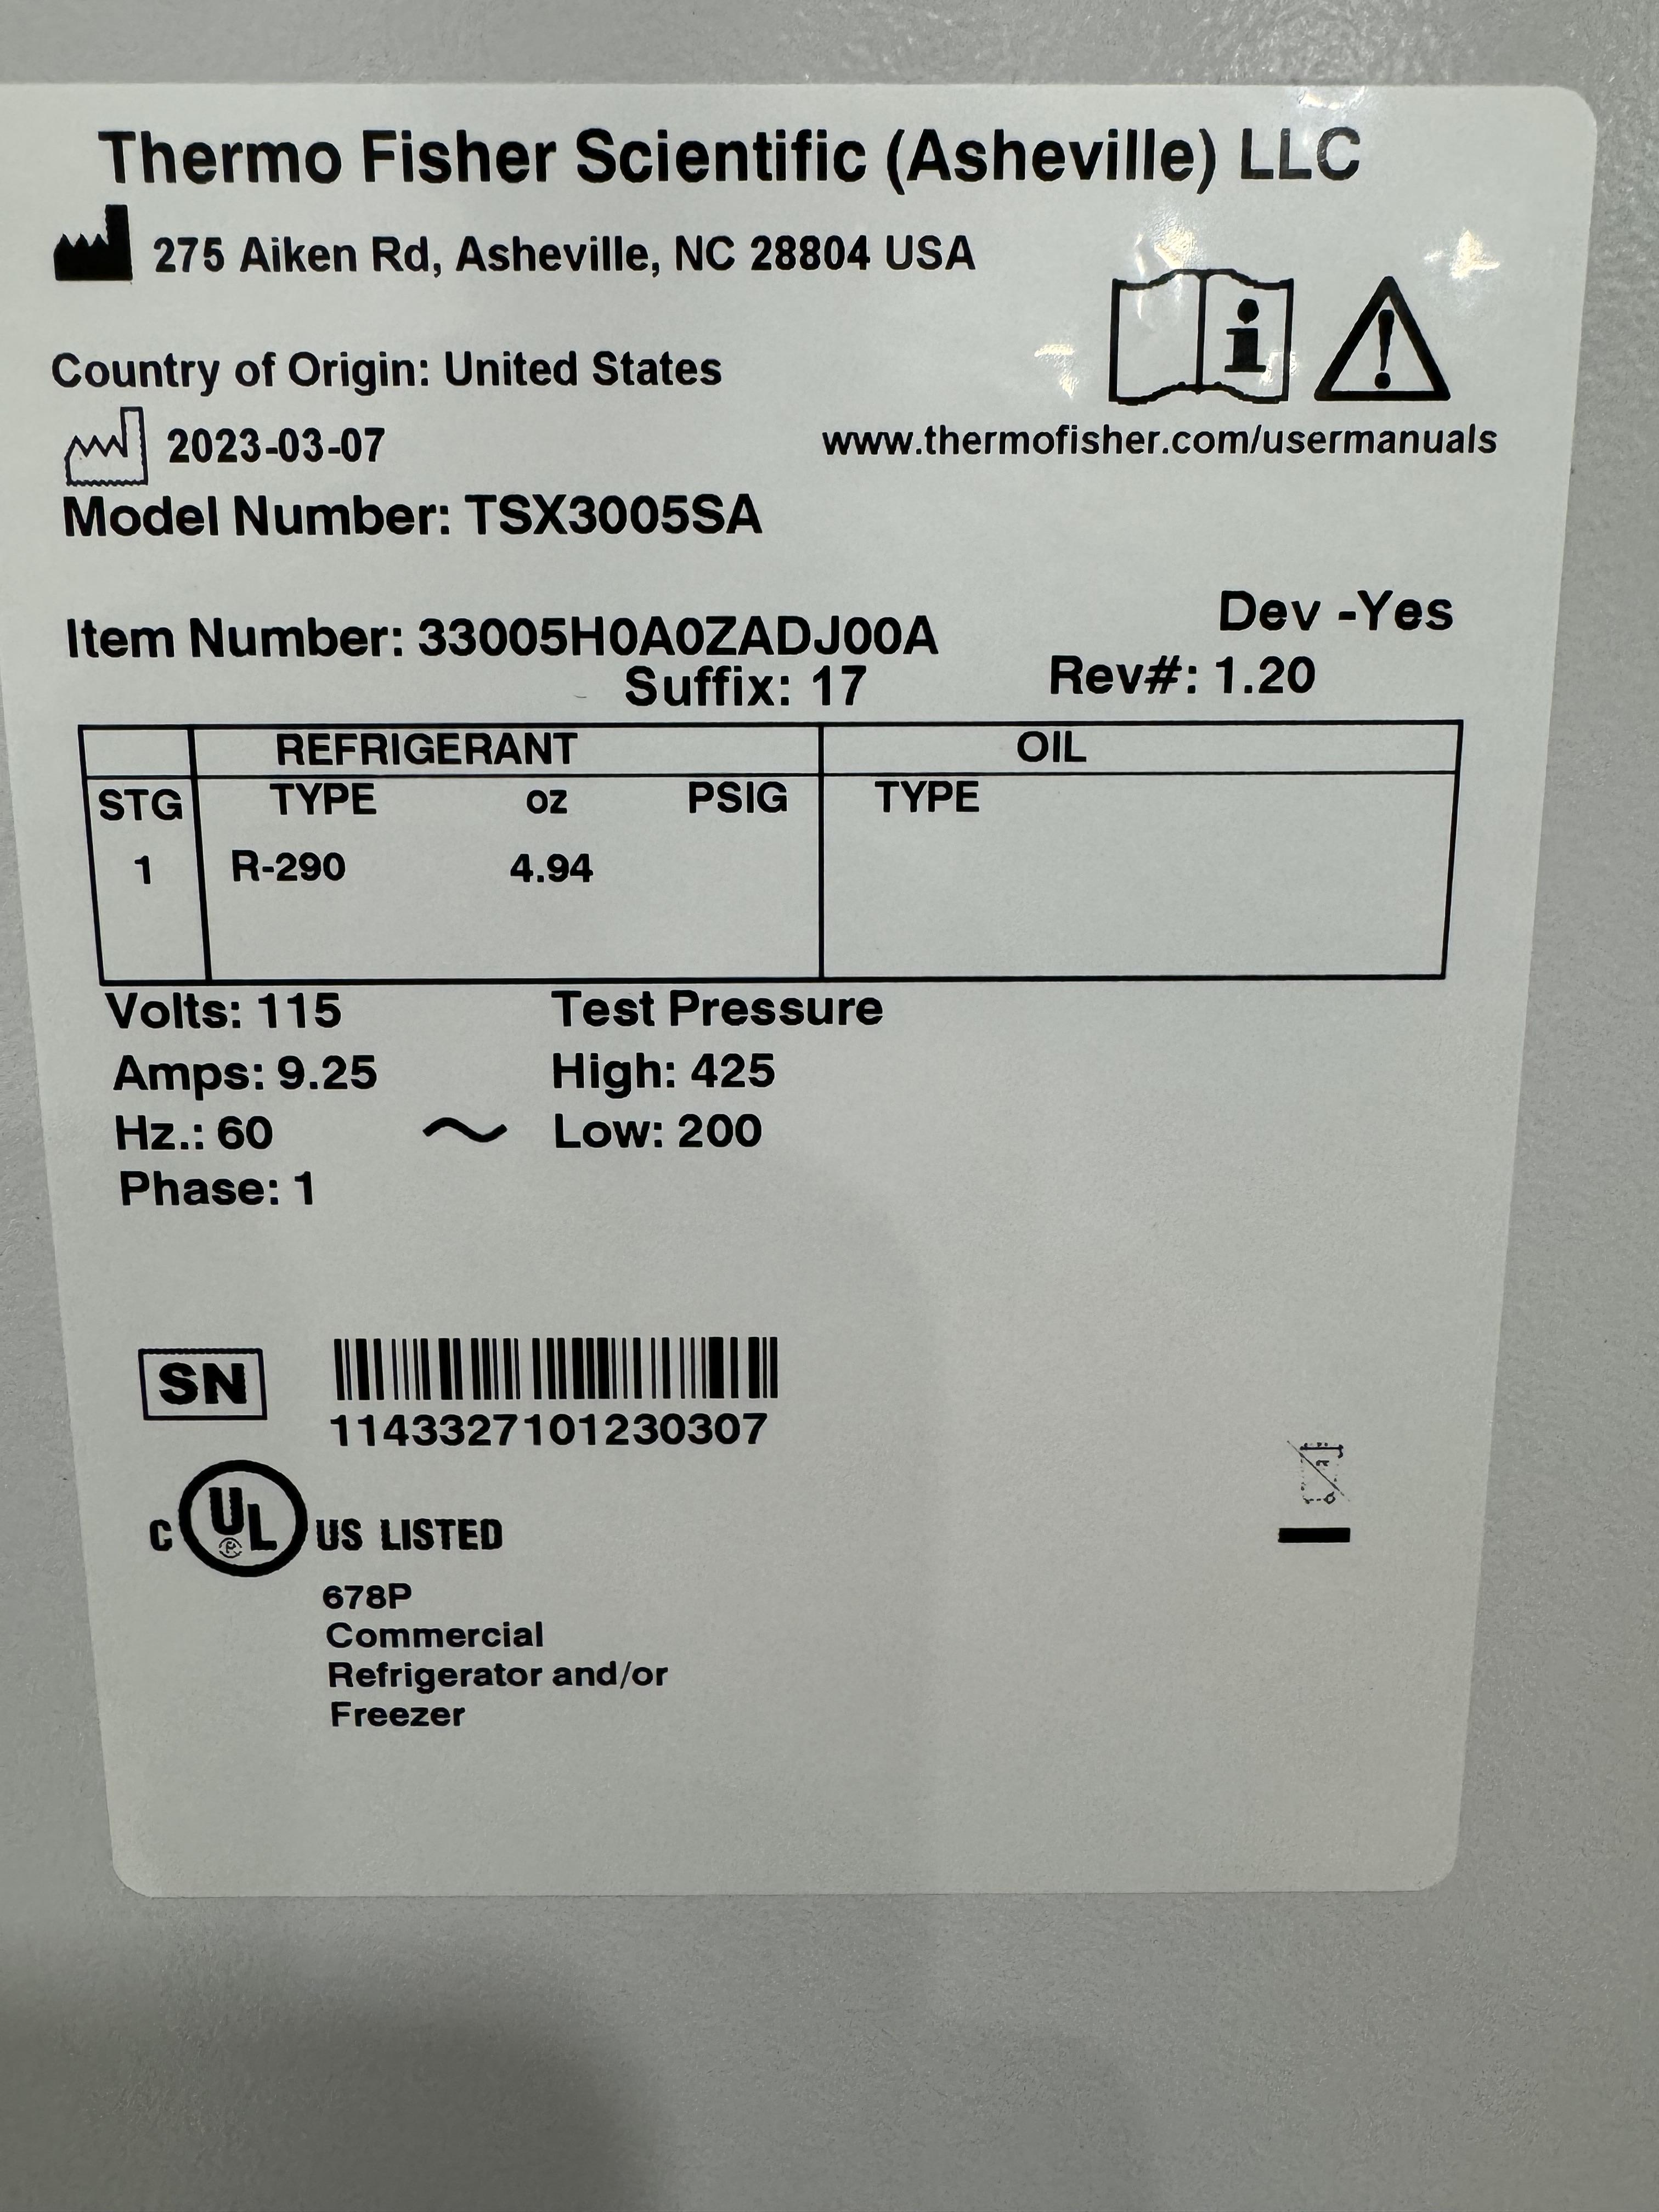 Thermo Fisher Scientific (Asheville) LLC
275 Aiken Rd, Asheville, NC 28804 USA
Country of Origin: United States
2023-03-07
www.thermofisher.com/usermanuals
Model Number: TSX3005SA
Dev -Yes
Item Number: 33005H0A0ZADJ00A
Suffix: 17
Rev#: 1.20
REFRIGERANT OIL
STG TYPE oz PSIG TYPE
1 R-290 4.94
Volts: 115 Test Pressure
Amps: 9.25 High: 425
Hz.: 60 ~ Low: 200
Phase: 1
SN
1143327101230307
C UL US LISTED
678P
Commercial
Refrigerator and/or
Freezer